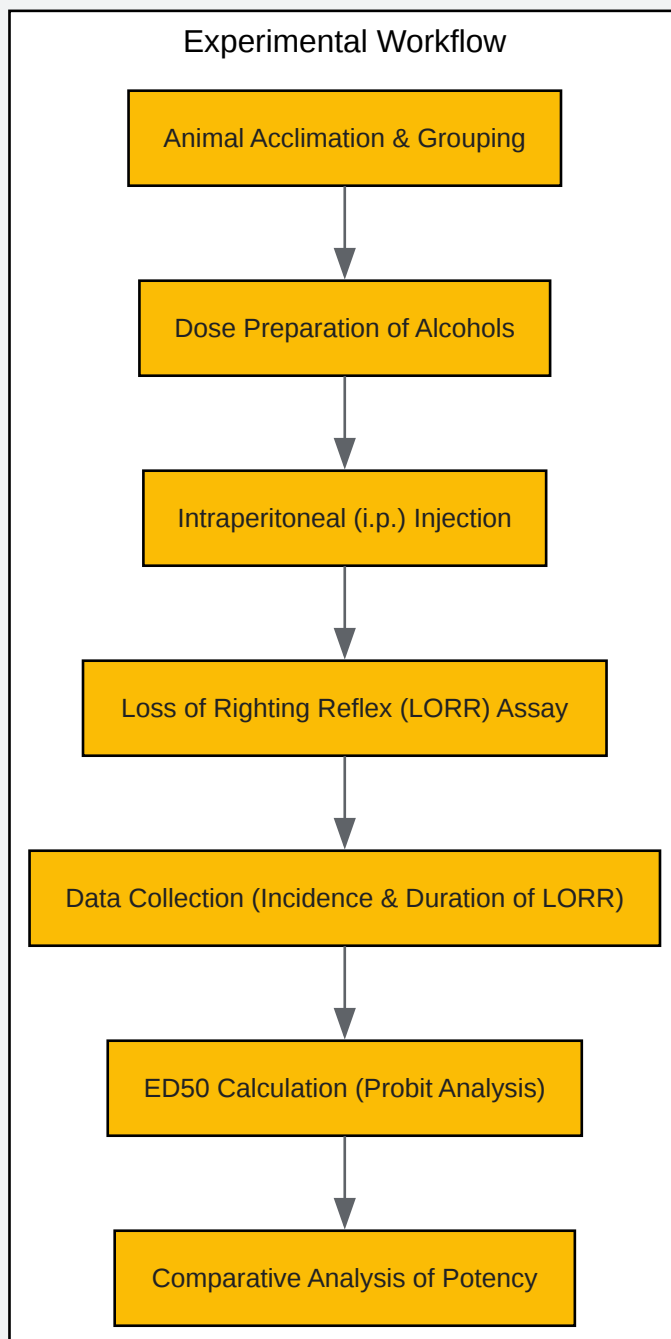 Experimental Workflow
Animal Acclimation & Grouping
Dose Preparation of Alcohols
Intraperitoneal (i.p.) Injection
Loss of Righting Reflex (LORR) Assay
Data Collection (Incidence & Duration of LORR)
ED50 Calculation (Probit Analysis)
Comparative Analysis of Potency